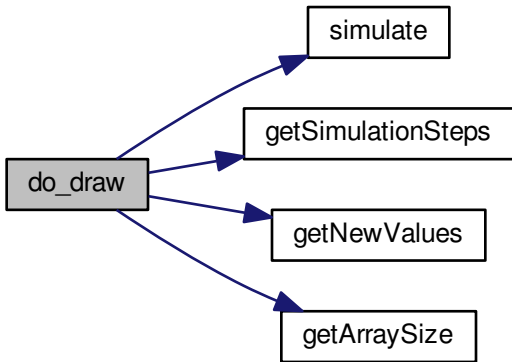 simulate
getSimulationSteps
do_draw
getNewValues
getArraySize